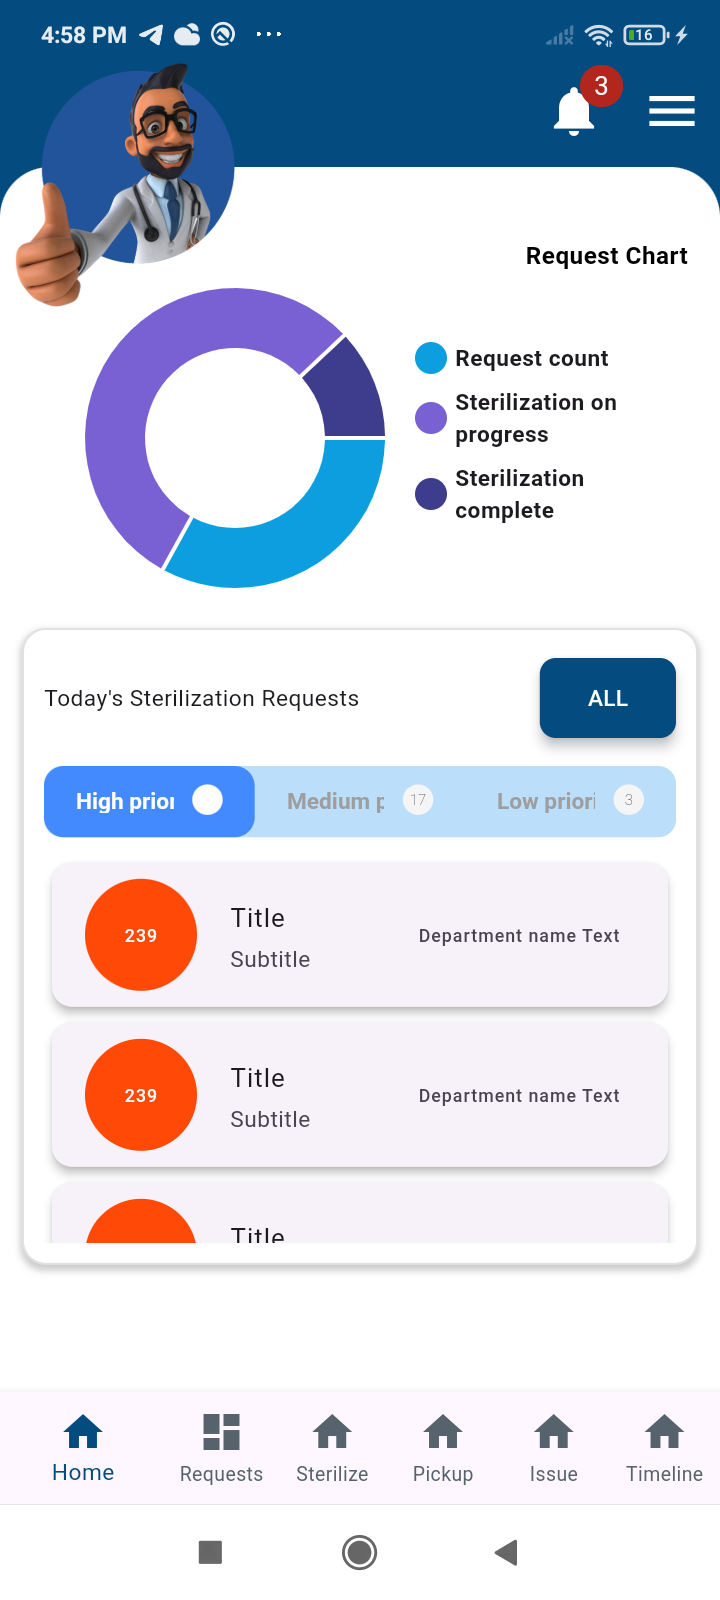 4:58 PM
16
3
Request Chart
Request count
Sterilization on
progress
Sterilization
complete
Today's Sterilization Requests
ALL
High prior
Medium p
17
Low priori
3
239
Title
Subtitle
Department name Text
239
Title
Subtitle
Department name Text
Title
Home
Requests
Sterilize
Pickup
Issue
Timeline